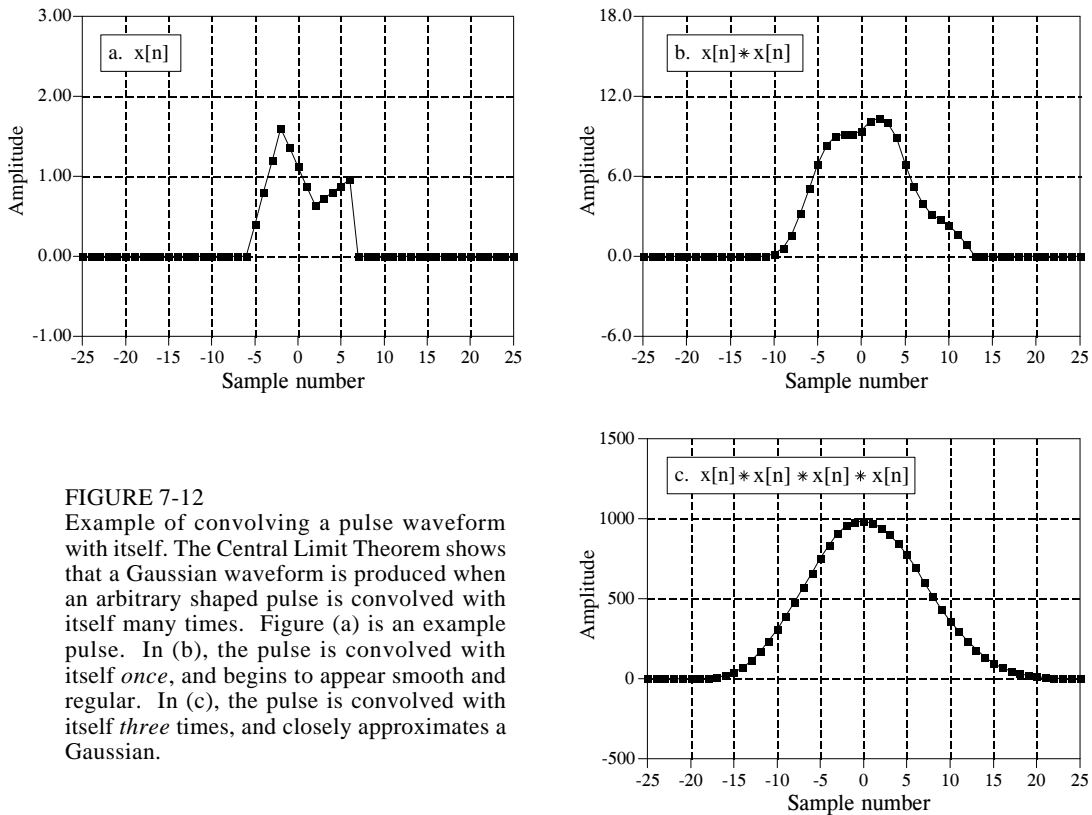 3.00
2.00
1.00
0.00
-1.00
Amplitude
a. x[n]
-25 -20 -15 -10 -5 0 5 10 15 20 25
Sample number
18.0
12.0
6.0
0.0
-6.0
Amplitude
b. x[n]*x[n]
-25 -20 -15 -10 -5 0 5 10 15 20 25
Sample number
FIGURE 7-12
Example of convolving a pulse waveform
with itself. The Central Limit Theorem shows
that a Gaussian waveform is produced when
an arbitrary shaped pulse is convolved with
itself many times. Figure (a) is an example
pulse. In (b), the pulse is convolved with
itself once, and begins to appear smooth and
regular. In (c), the pulse is convolved with
itself three times, and closely approximates a
Gaussian.
1500
1000
500
0
-500
Amplitude
c. x[n]*x[n]*x[n]*x[n]
-25 -20 -15 -10 -5 0 5 10 15 20 25
Sample number